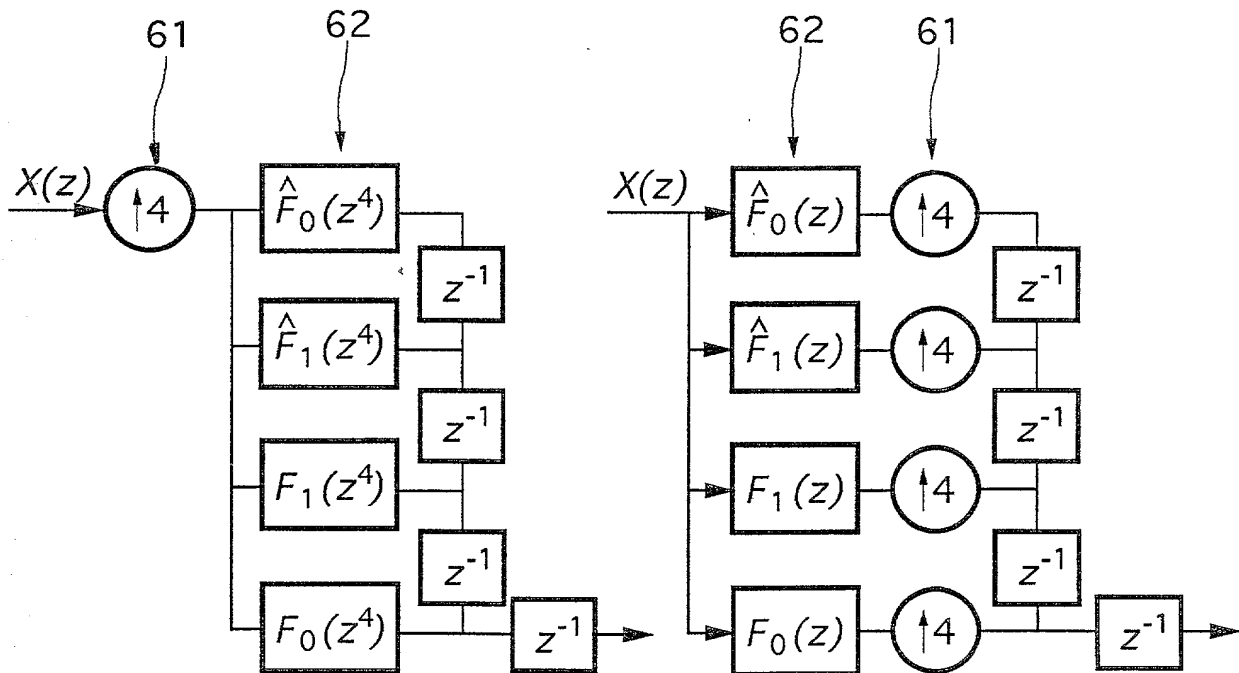 61
62
X(z)
↑4
F̂₀(z⁴)
z⁻¹
F̂₁(z⁴)
z⁻¹
F₁(z⁴)
z⁻¹
F₀(z⁴)
z⁻¹
62
61
X(z)
F̂₀(z)
↑4
z⁻¹
F̂₁(z)
↑4
z⁻¹
F₁(z)
↑4
z⁻¹
F₀(z)
↑4
z⁻¹